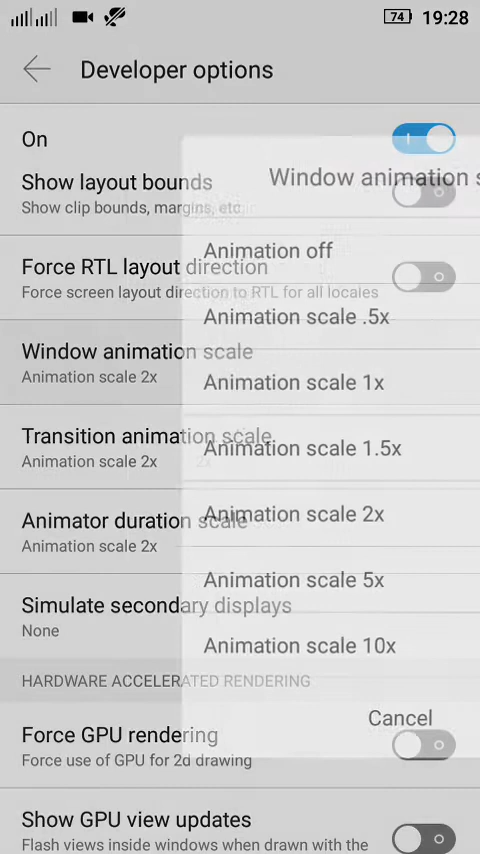 74 19:28
Developer options
On
Show layout bounds
Show clip bounds, margins, etc.
Force RTL layout direction
Force screen layout direction to RTL for all locales
Window animation scale
Animation scale 2x
Transition animation scale
Animation scale 2x
Animator duration scale
Animation scale 2x
Simulate secondary displays
None
HARDWARE ACCELERATED RENDERING
Force GPU rendering
Force use of GPU for 2d drawing
Show GPU view updates
Flash views inside windows when drawn with the
Window animation s
Animation off
Animation scale .5x
Animation scale 1x
Animation scale 1.5x
Animation scale 2x
Animation scale 5x
Animation scale 10x
Cancel